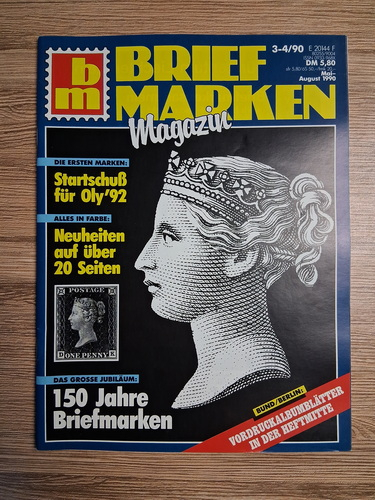 bm
BRIEF
MARKEN
Magazin
3-4/90 E 20144 F
DM 5,80
Mai–
August 1990
DIE ERSTEN MARKEN:
Startschuß
für Oly'92
ALLES IN FARBE:
Neuheiten
auf über
20 Seiten
POSTAGE
ONE PENNY
DAS GROSSE JUBILÄUM:
150 Jahre
Briefmarken
BUND/BERLIN:
VORDRUCKALBUMBLÄTTER
IN DER HEFTMITTE